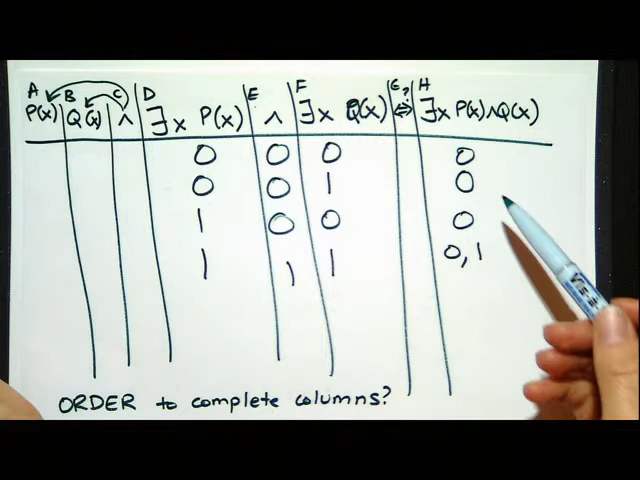 A B C D E F G? H
P(x) Q(x) ∧ ∃x P(x) ∧ ∃x Q(x) ⇔ ∃x P(x)∧Q(x)
0 0 0 0
0 0 1 0
1 0 0 0
1 1 1 0,1
ORDER to complete columns?